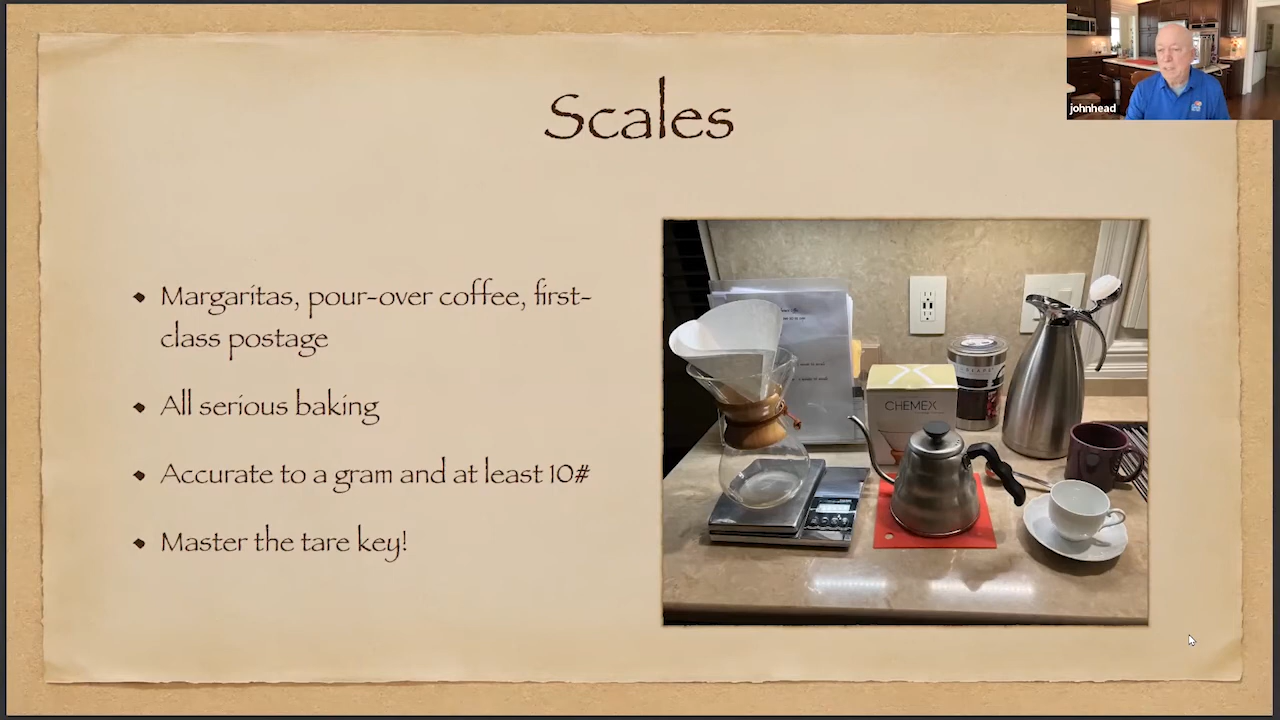 johnhead
Scales
Margaritas, pour-over coffee, first-
class postage
All serious baking
Accurate to a gram and at least 10#
Master the tare key!
CHEMEX